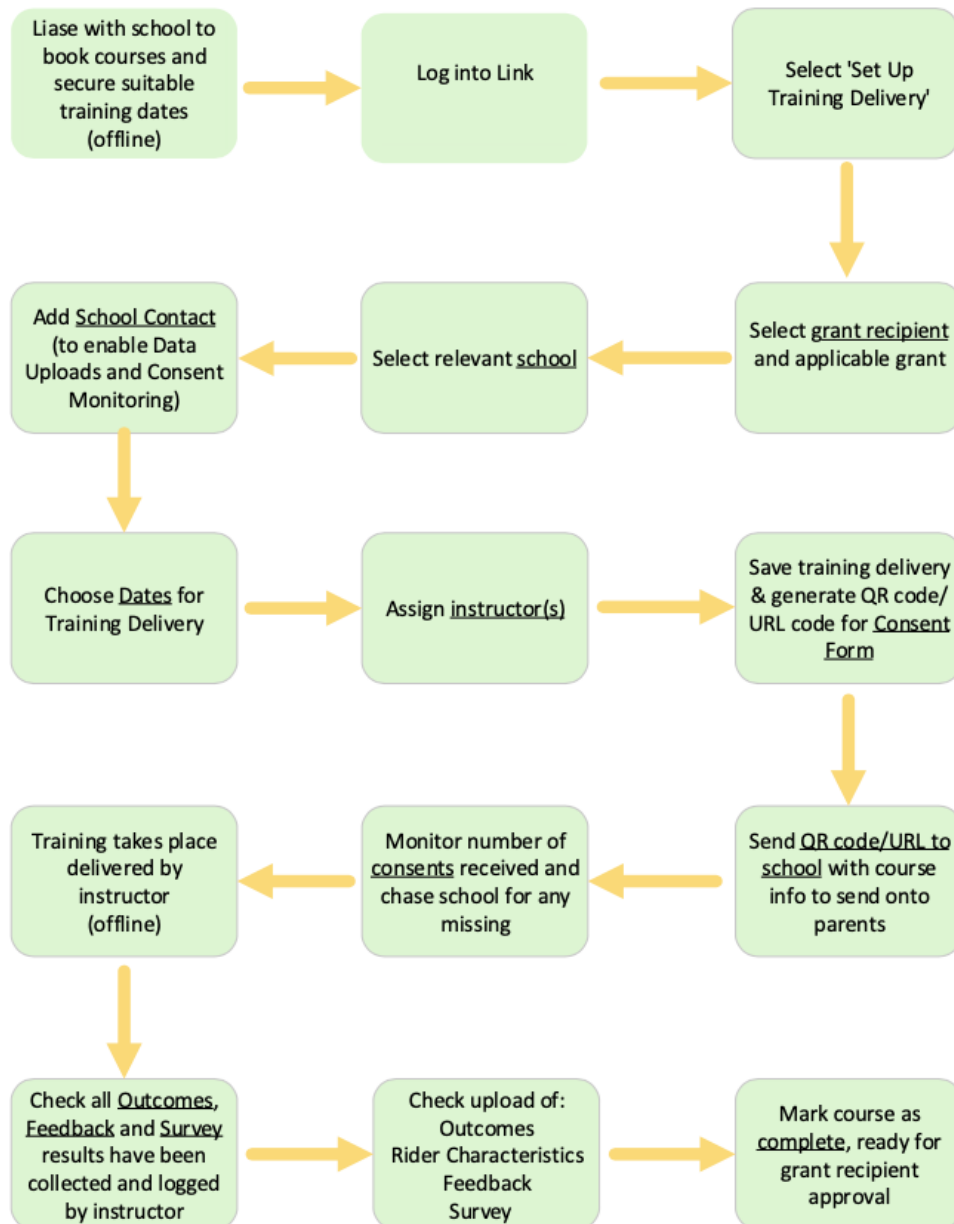 Liase with school to
book courses and
secure suitable
training dates
(offline)
Log into Link
Select 'Set Up
Training Delivery'
Select grant recipient
and applicable grant
Select relevant school
Add School Contact
(to enable Data
Uploads and Consent
Monitoring)
Choose Dates for
Training Delivery
Assign instructor(s)
Save training delivery
& generate QR code/
URL code for Consent
Form
Send QR code/URL to
school with course
info to send onto
parents
Monitor number of
consents received and
chase school for any
missing
Training takes place
delivered by
instructor
(offline)
Check all Outcomes,
Feedback and Survey
results have been
collected and logged
by instructor
Check upload of:
Outcomes
Rider Characteristics
Feedback
Survey
Mark course as
complete, ready for
grant recipient
approval